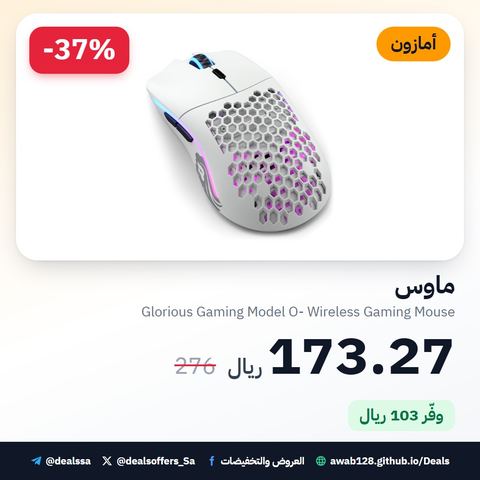 -37%
أمازون
ماوس
Glorious Gaming Model O- Wireless Gaming Mouse
173.27 ريال 276
وفّر 103 ريال
@dealssa @dealsoffers_Sa العروض والتخفيضات awab128.github.io/Deals